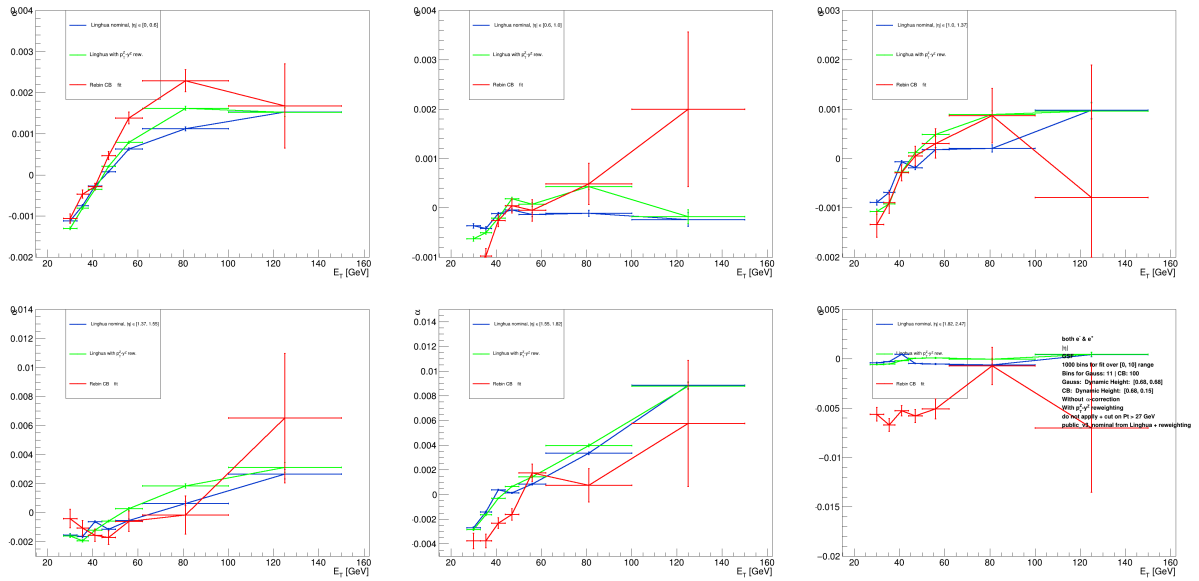 0.004
0.003
0.002
0.001
0
-0.001
-0.002
Linghua nominal, |η| ∈ [0, 0.6]
Linghua with p_T^Z-y^Z rew.
Rebin CB fit
20 40 60 80 100 120 140 160
E_T [GeV]
0.004
0.003
0.002
0.001
0
-0.001
Linghua nominal, |η| ∈ [0.6, 1.0]
Linghua with p_T^Z-y^Z rew.
Rebin CB fit
20 40 60 80 100 120 140 160
E_T [GeV]
0.003
0.002
0.001
0
-0.001
-0.002
Linghua nominal, |η| ∈ [1.0, 1.37]
Linghua with p_T^Z-y^Z rew.
Rebin CB fit
20 40 60 80 100 120 140 160
E_T [GeV]
0.014
0.012
0.01
0.008
0.006
0.004
0.002
0
-0.002
Linghua nominal, |η| ∈ [1.37, 1.55]
Linghua with p_T^Z-y^Z rew.
Rebin CB fit
20 40 60 80 100 120 140 160
E_T [GeV]
α
0.014
0.012
0.01
0.008
0.006
0.004
0.002
0
-0.002
-0.004
Linghua nominal, |η| ∈ [1.55, 1.82]
Linghua with p_T^Z-y^Z rew.
Rebin CB fit
20 40 60 80 100 120 140 160
E_T [GeV]
0.005
0
-0.005
-0.01
-0.015
-0.02
Linghua nominal, |η| ∈ [1.82, 2.47]
Linghua with p_T^Z-y^Z rew.
Rebin CB fit
both e^- & e^+
|η|
GSF
1000 bins for fit over [0, 10] range
Bins for Gauss: 11 | CB: 100
Gauss: Dynamic Height: [0.68, 0.68]
CB: Dynamic Height: [0.68, 0.15]
Without α-correction
With p_T^Z-y^Z reweighting
do not apply + cut on Pt > 27 GeV
public_v3, nominal from Linghua + reweighting
20 40 60 80 100 120 140 160
E_T [GeV]